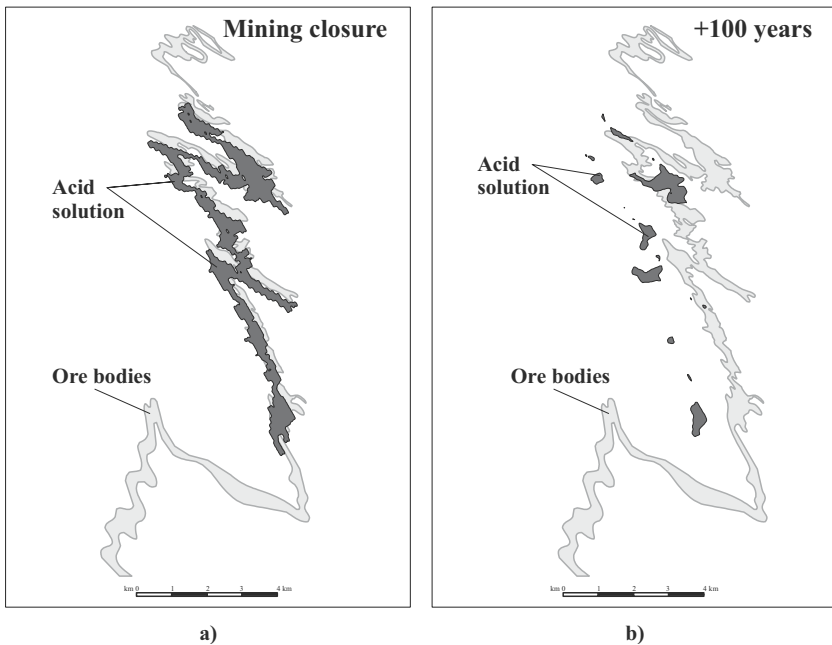 Mining closure
Acid
solution
Ore bodies
km 0 1 2 3 4 km
a)
+100 years
Acid
solution
Ore bodies
km 0 1 2 3 4 km
b)